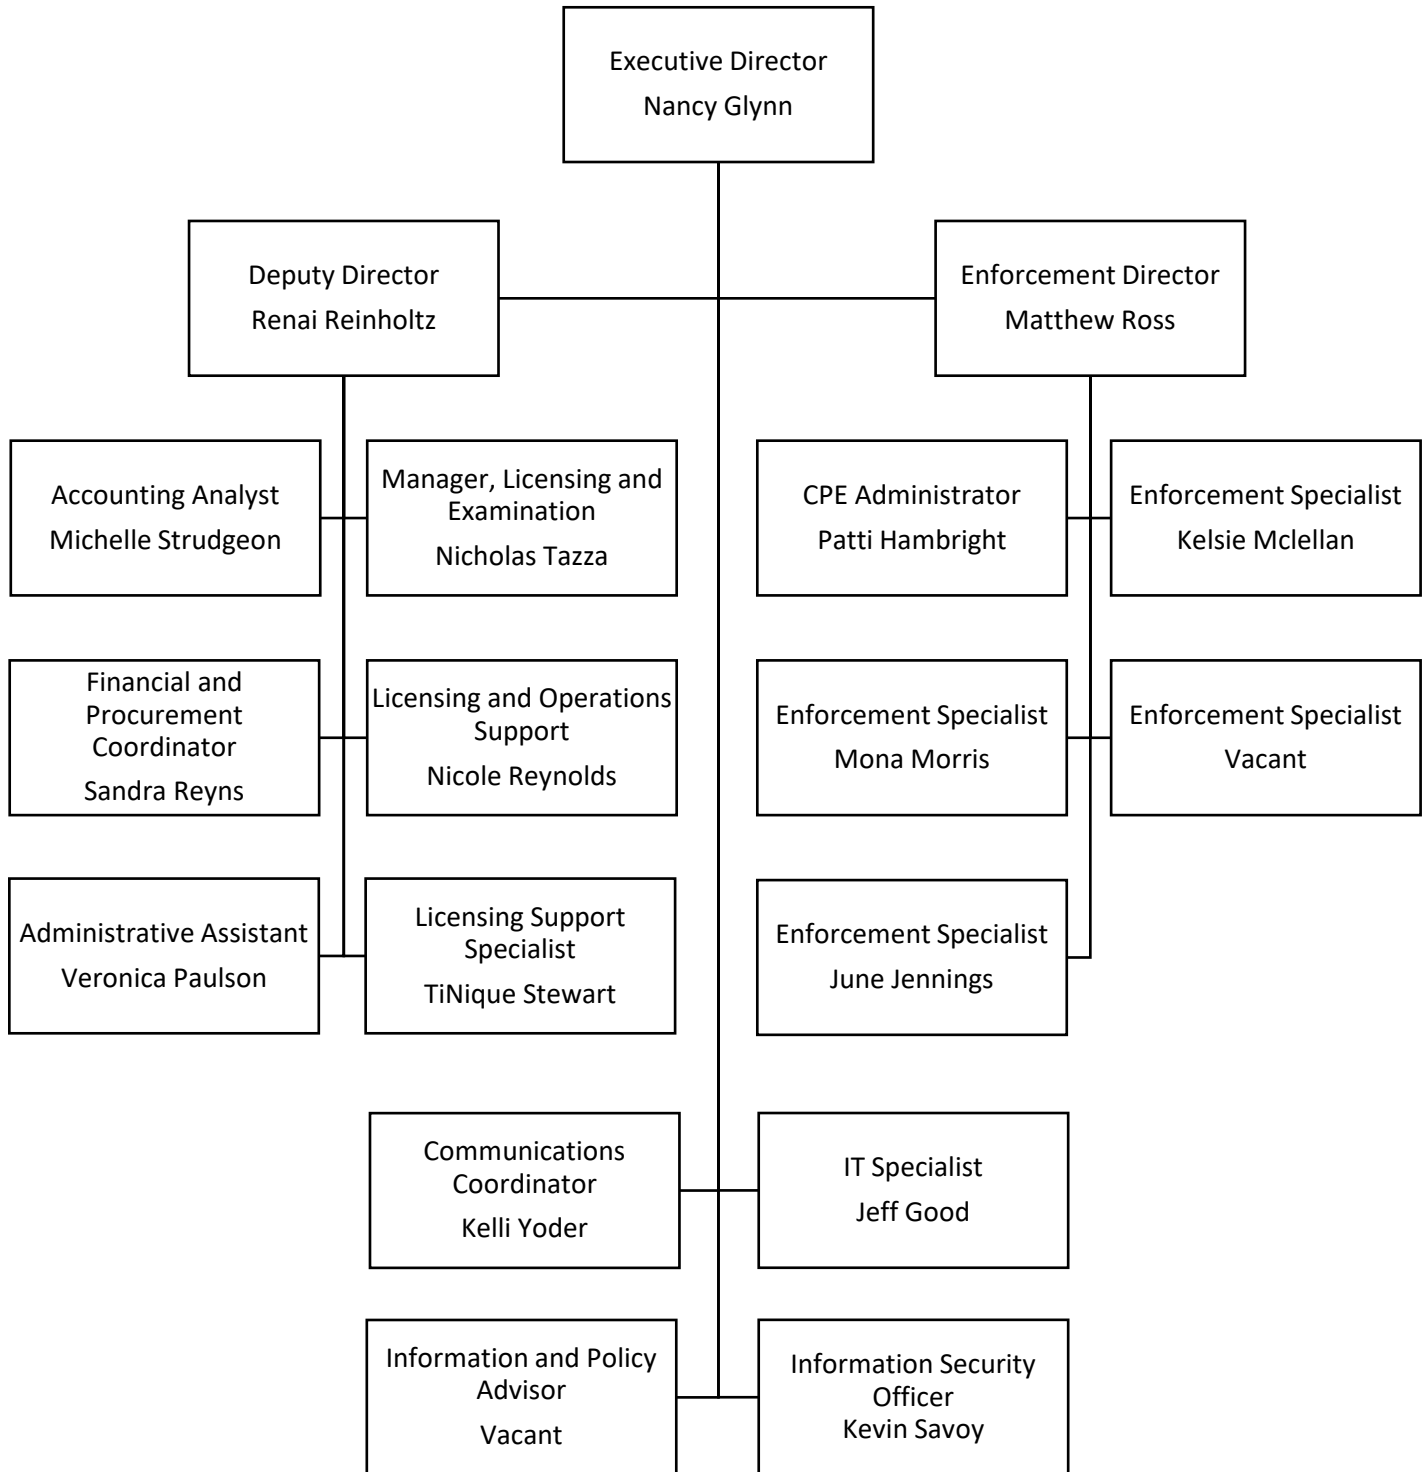 Executive Director
Nancy Glynn
Deputy Director
Renai Reinholtz
Enforcement Director
Matthew Ross
Accounting Analyst
Michelle Strudgeon
Manager, Licensing and
Examination
Nicholas Tazza
CPE Administrator
Patti Hambright
Enforcement Specialist
Kelsie Mclellan
Financial and
Procurement
Coordinator
Sandra Reyns
Licensing and Operations
Support
Nicole Reynolds
Enforcement Specialist
Mona Morris
Enforcement Specialist
Vacant
Administrative Assistant
Veronica Paulson
Licensing Support
Specialist
TiNique Stewart
Enforcement Specialist
June Jennings
Communications
Coordinator
Kelli Yoder
IT Specialist
Jeff Good
Information and Policy
Advisor
Vacant
Information Security
Officer
Kevin Savoy